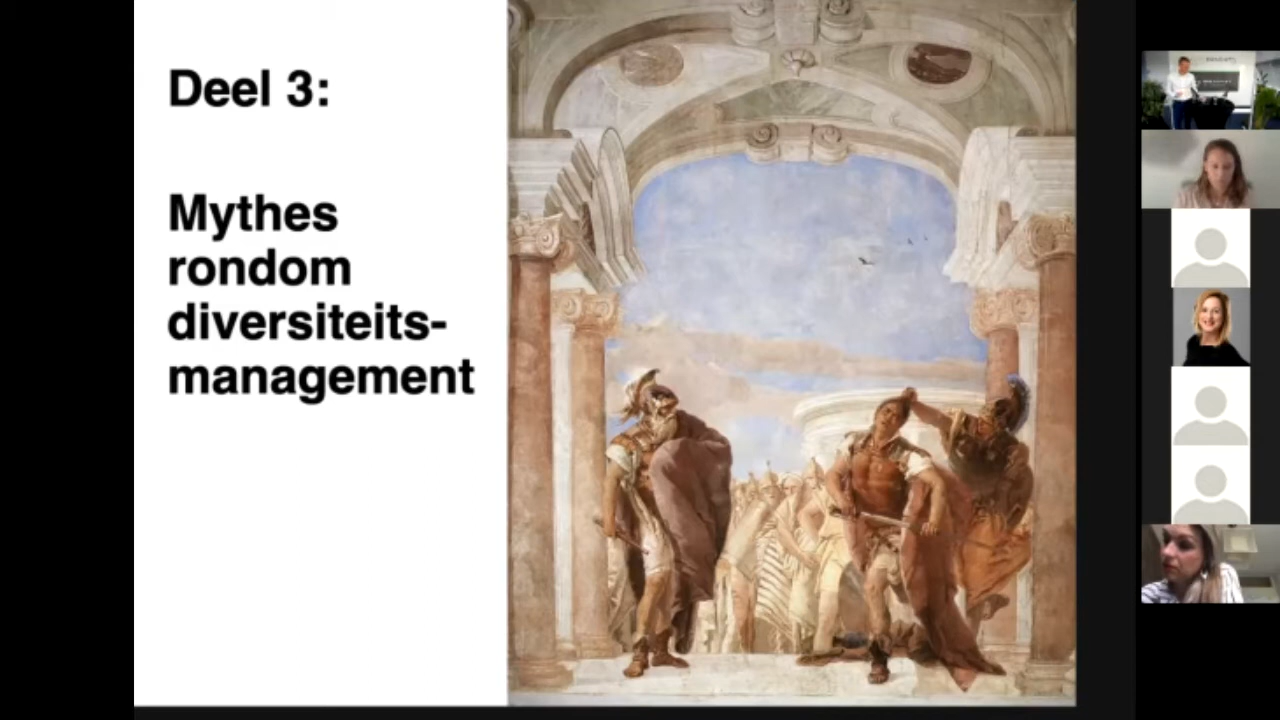 Deel 3:
Mythes
rondom
diversiteits-
management